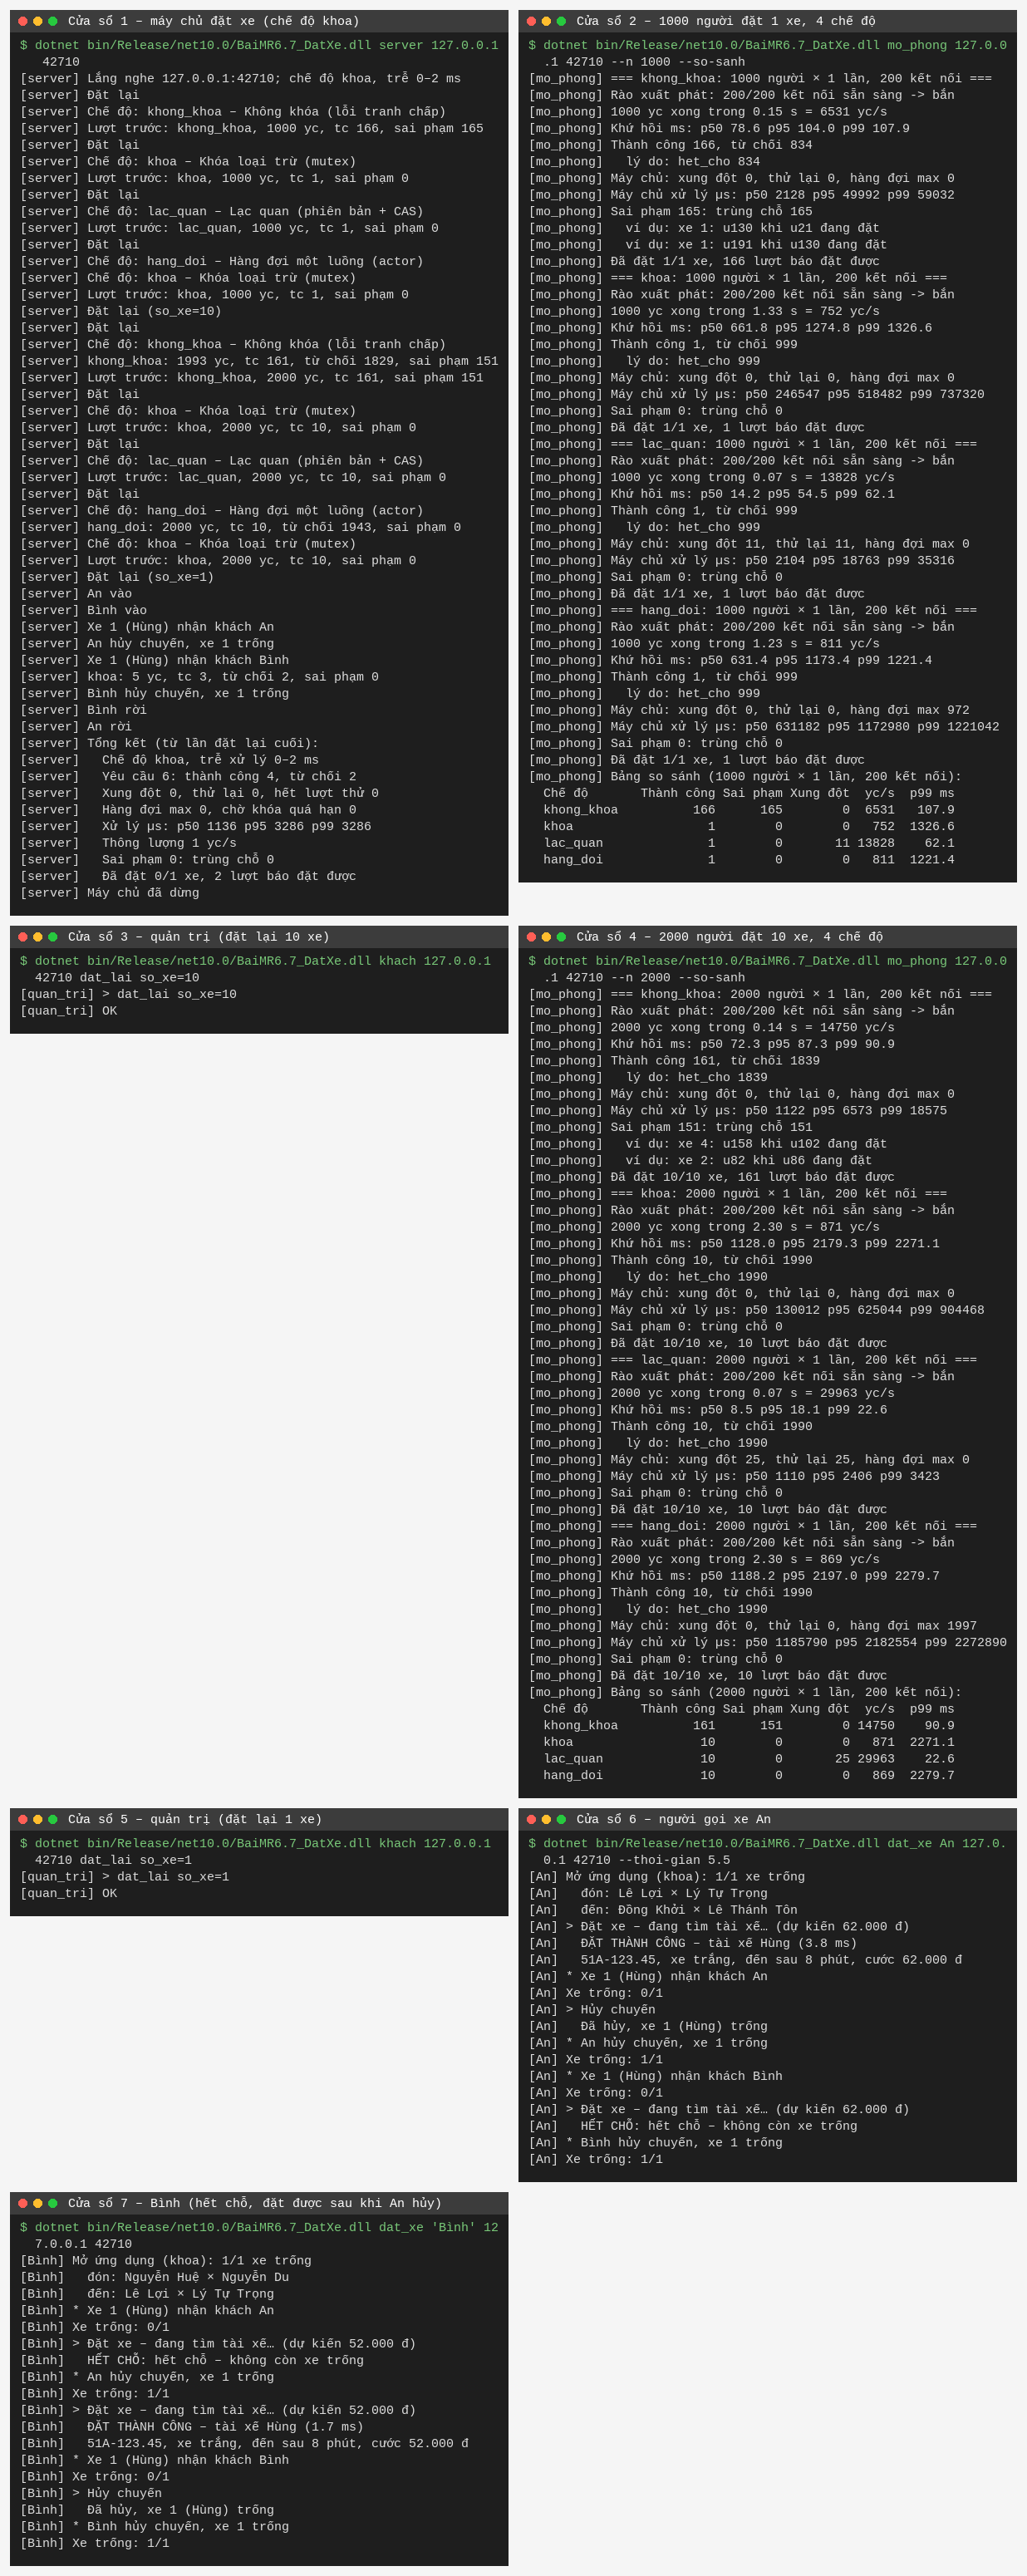 Cửa sổ 1 – máy chủ đặt xe (chế độ khoa)
$ dotnet bin/Release/net10.0/BaiMR6.7_DatXe.dll server 127.0.0.1
42710
[server] Lắng nghe 127.0.0.1:42710; chế độ khoa, trễ 0–2 ms
[server] Đặt lại
[server] Chế độ: khong_khoa – Không khóa (lỗi tranh chấp)
[server] Lượt trước: khong_khoa, 1000 yc, tc 166, sai phạm 165
[server] Đặt lại
[server] Chế độ: khoa – Khóa loại trừ (mutex)
[server] Lượt trước: khoa, 1000 yc, tc 1, sai phạm 0
[server] Đặt lại
[server] Chế độ: lac_quan – Lạc quan (phiên bản + CAS)
[server] Lượt trước: lac_quan, 1000 yc, tc 1, sai phạm 0
[server] Đặt lại
[server] Chế độ: hang_doi – Hàng đợi một luồng (actor)
[server] Chế độ: khoa – Khóa loại trừ (mutex)
[server] Lượt trước: khoa, 1000 yc, tc 1, sai phạm 0
[server] Đặt lại (so_xe=10)
[server] Đặt lại
[server] Chế độ: khong_khoa – Không khóa (lỗi tranh chấp)
[server] khong_khoa: 1993 yc, tc 161, từ chối 1829, sai phạm 151
[server] Lượt trước: khong_khoa, 2000 yc, tc 161, sai phạm 151
[server] Đặt lại
[server] Chế độ: khoa – Khóa loại trừ (mutex)
[server] Lượt trước: khoa, 2000 yc, tc 10, sai phạm 0
[server] Đặt lại
[server] Chế độ: lac_quan – Lạc quan (phiên bản + CAS)
[server] Lượt trước: lac_quan, 2000 yc, tc 10, sai phạm 0
[server] Đặt lại
[server] Chế độ: hang_doi – Hàng đợi một luồng (actor)
[server] hang_doi: 2000 yc, tc 10, từ chối 1943, sai phạm 0
[server] Chế độ: khoa – Khóa loại trừ (mutex)
[server] Lượt trước: khoa, 2000 yc, tc 10, sai phạm 0
[server] Đặt lại (so_xe=1)
[server] An vào
[server] Bình vào
[server] Xe 1 (Hùng) nhận khách An
[server] An hủy chuyến, xe 1 trống
[server] Xe 1 (Hùng) nhận khách Bình
[server] khoa: 5 yc, tc 3, từ chối 2, sai phạm 0
[server] Bình hủy chuyến, xe 1 trống
[server] Bình rời
[server] An rời
[server] Tổng kết (từ lần đặt lại cuối):
[server]   Chế độ khoa, trễ xử lý 0–2 ms
[server]   Yêu cầu 6: thành công 4, từ chối 2
[server]   Xung đột 0, thử lại 0, hết lượt thử 0
[server]   Hàng đợi max 0, chờ khóa quá hạn 0
[server]   Xử lý µs: p50 1136 p95 3286 p99 3286
[server]   Thông lượng 1 yc/s
[server]   Sai phạm 0: trùng chỗ 0
[server]   Đã đặt 0/1 xe, 2 lượt báo đặt được
[server] Máy chủ đã dừng
Cửa sổ 2 – 1000 người đặt 1 xe, 4 chế độ
$ dotnet bin/Release/net10.0/BaiMR6.7_DatXe.dll mo_phong 127.0.0
.1 42710 --n 1000 --so-sanh
[mo_phong] === khong_khoa: 1000 người × 1 lần, 200 kết nối ===
[mo_phong] Rào xuất phát: 200/200 kết nối sẵn sàng -> bắn
[mo_phong] 1000 yc xong trong 0.15 s = 6531 yc/s
[mo_phong] Khứ hồi ms: p50 78.6 p95 104.0 p99 107.9
[mo_phong] Thành công 166, từ chối 834
[mo_phong]   lý do: het_cho 834
[mo_phong] Máy chủ: xung đột 0, thử lại 0, hàng đợi max 0
[mo_phong] Máy chủ xử lý µs: p50 2128 p95 49992 p99 59032
[mo_phong] Sai phạm 165: trùng chỗ 165
[mo_phong]   ví dụ: xe 1: u130 khi u21 đang đặt
[mo_phong]   ví dụ: xe 1: u191 khi u130 đang đặt
[mo_phong] Đã đặt 1/1 xe, 166 lượt báo đặt được
[mo_phong] === khoa: 1000 người × 1 lần, 200 kết nối ===
[mo_phong] Rào xuất phát: 200/200 kết nối sẵn sàng -> bắn
[mo_phong] 1000 yc xong trong 1.33 s = 752 yc/s
[mo_phong] Khứ hồi ms: p50 661.8 p95 1274.8 p99 1326.6
[mo_phong] Thành công 1, từ chối 999
[mo_phong]   lý do: het_cho 999
[mo_phong] Máy chủ: xung đột 0, thử lại 0, hàng đợi max 0
[mo_phong] Máy chủ xử lý µs: p50 246547 p95 518482 p99 737320
[mo_phong] Sai phạm 0: trùng chỗ 0
[mo_phong] Đã đặt 1/1 xe, 1 lượt báo đặt được
[mo_phong] === lac_quan: 1000 người × 1 lần, 200 kết nối ===
[mo_phong] Rào xuất phát: 200/200 kết nối sẵn sàng -> bắn
[mo_phong] 1000 yc xong trong 0.07 s = 13828 yc/s
[mo_phong] Khứ hồi ms: p50 14.2 p95 54.5 p99 62.1
[mo_phong] Thành công 1, từ chối 999
[mo_phong]   lý do: het_cho 999
[mo_phong] Máy chủ: xung đột 11, thử lại 11, hàng đợi max 0
[mo_phong] Máy chủ xử lý µs: p50 2104 p95 18763 p99 35316
[mo_phong] Sai phạm 0: trùng chỗ 0
[mo_phong] Đã đặt 1/1 xe, 1 lượt báo đặt được
[mo_phong] === hang_doi: 1000 người × 1 lần, 200 kết nối ===
[mo_phong] Rào xuất phát: 200/200 kết nối sẵn sàng -> bắn
[mo_phong] 1000 yc xong trong 1.23 s = 811 yc/s
[mo_phong] Khứ hồi ms: p50 631.4 p95 1173.4 p99 1221.4
[mo_phong] Thành công 1, từ chối 999
[mo_phong]   lý do: het_cho 999
[mo_phong] Máy chủ: xung đột 0, thử lại 0, hàng đợi max 972
[mo_phong] Máy chủ xử lý µs: p50 631182 p95 1172980 p99 1221042
[mo_phong] Sai phạm 0: trùng chỗ 0
[mo_phong] Đã đặt 1/1 xe, 1 lượt báo đặt được
[mo_phong] Bảng so sánh (1000 người × 1 lần, 200 kết nối):
Chế độ       Thành công Sai phạm Xung đột  yc/s  p99 ms
khong_khoa          166      165        0  6531   107.9
khoa                  1        0        0   752  1326.6
lac_quan              1        0       11 13828    62.1
hang_doi              1        0        0   811  1221.4
Cửa sổ 3 – quản trị (đặt lại 10 xe)
$ dotnet bin/Release/net10.0/BaiMR6.7_DatXe.dll khach 127.0.0.1
42710 dat_lai so_xe=10
[quan_tri] > dat_lai so_xe=10
[quan_tri] OK
Cửa sổ 4 – 2000 người đặt 10 xe, 4 chế độ
$ dotnet bin/Release/net10.0/BaiMR6.7_DatXe.dll mo_phong 127.0.0
.1 42710 --n 2000 --so-sanh
[mo_phong] === khong_khoa: 2000 người × 1 lần, 200 kết nối ===
[mo_phong] Rào xuất phát: 200/200 kết nối sẵn sàng -> bắn
[mo_phong] 2000 yc xong trong 0.14 s = 14750 yc/s
[mo_phong] Khứ hồi ms: p50 72.3 p95 87.3 p99 90.9
[mo_phong] Thành công 161, từ chối 1839
[mo_phong]   lý do: het_cho 1839
[mo_phong] Máy chủ: xung đột 0, thử lại 0, hàng đợi max 0
[mo_phong] Máy chủ xử lý µs: p50 1122 p95 6573 p99 18575
[mo_phong] Sai phạm 151: trùng chỗ 151
[mo_phong]   ví dụ: xe 4: u158 khi u102 đang đặt
[mo_phong]   ví dụ: xe 2: u82 khi u86 đang đặt
[mo_phong] Đã đặt 10/10 xe, 161 lượt báo đặt được
[mo_phong] === khoa: 2000 người × 1 lần, 200 kết nối ===
[mo_phong] Rào xuất phát: 200/200 kết nối sẵn sàng -> bắn
[mo_phong] 2000 yc xong trong 2.30 s = 871 yc/s
[mo_phong] Khứ hồi ms: p50 1128.0 p95 2179.3 p99 2271.1
[mo_phong] Thành công 10, từ chối 1990
[mo_phong]   lý do: het_cho 1990
[mo_phong] Máy chủ: xung đột 0, thử lại 0, hàng đợi max 0
[mo_phong] Máy chủ xử lý µs: p50 130012 p95 625044 p99 904468
[mo_phong] Sai phạm 0: trùng chỗ 0
[mo_phong] Đã đặt 10/10 xe, 10 lượt báo đặt được
[mo_phong] === lac_quan: 2000 người × 1 lần, 200 kết nối ===
[mo_phong] Rào xuất phát: 200/200 kết nối sẵn sàng -> bắn
[mo_phong] 2000 yc xong trong 0.07 s = 29963 yc/s
[mo_phong] Khứ hồi ms: p50 8.5 p95 18.1 p99 22.6
[mo_phong] Thành công 10, từ chối 1990
[mo_phong]   lý do: het_cho 1990
[mo_phong] Máy chủ: xung đột 25, thử lại 25, hàng đợi max 0
[mo_phong] Máy chủ xử lý µs: p50 1110 p95 2406 p99 3423
[mo_phong] Sai phạm 0: trùng chỗ 0
[mo_phong] Đã đặt 10/10 xe, 10 lượt báo đặt được
[mo_phong] === hang_doi: 2000 người × 1 lần, 200 kết nối ===
[mo_phong] Rào xuất phát: 200/200 kết nối sẵn sàng -> bắn
[mo_phong] 2000 yc xong trong 2.30 s = 869 yc/s
[mo_phong] Khứ hồi ms: p50 1188.2 p95 2197.0 p99 2279.7
[mo_phong] Thành công 10, từ chối 1990
[mo_phong]   lý do: het_cho 1990
[mo_phong] Máy chủ: xung đột 0, thử lại 0, hàng đợi max 1997
[mo_phong] Máy chủ xử lý µs: p50 1185790 p95 2182554 p99 2272890
[mo_phong] Sai phạm 0: trùng chỗ 0
[mo_phong] Đã đặt 10/10 xe, 10 lượt báo đặt được
[mo_phong] Bảng so sánh (2000 người × 1 lần, 200 kết nối):
Chế độ       Thành công Sai phạm Xung đột  yc/s  p99 ms
khong_khoa          161      151        0 14750    90.9
khoa                 10        0        0   871  2271.1
lac_quan             10        0       25 29963    22.6
hang_doi             10        0        0   869  2279.7
Cửa sổ 5 – quản trị (đặt lại 1 xe)
$ dotnet bin/Release/net10.0/BaiMR6.7_DatXe.dll khach 127.0.0.1
42710 dat_lai so_xe=1
[quan_tri] > dat_lai so_xe=1
[quan_tri] OK
Cửa sổ 6 – người gọi xe An
$ dotnet bin/Release/net10.0/BaiMR6.7_DatXe.dll dat_xe An 127.0.
0.1 42710 --thoi-gian 5.5
[An] Mở ứng dụng (khoa): 1/1 xe trống
[An]   đón: Lê Lợi × Lý Tự Trọng
[An]   đến: Đồng Khởi × Lê Thánh Tôn
[An] > Đặt xe – đang tìm tài xế… (dự kiến 62.000 đ)
[An]   ĐẶT THÀNH CÔNG – tài xế Hùng (3.8 ms)
[An]   51A-123.45, xe trắng, đến sau 8 phút, cước 62.000 đ
[An] * Xe 1 (Hùng) nhận khách An
[An] Xe trống: 0/1
[An] > Hủy chuyến
[An]   Đã hủy, xe 1 (Hùng) trống
[An] * An hủy chuyến, xe 1 trống
[An] Xe trống: 1/1
[An] * Xe 1 (Hùng) nhận khách Bình
[An] Xe trống: 0/1
[An] > Đặt xe – đang tìm tài xế… (dự kiến 62.000 đ)
[An]   HẾT CHỖ: hết chỗ – không còn xe trống
[An] * Bình hủy chuyến, xe 1 trống
[An] Xe trống: 1/1
Cửa sổ 7 – Bình (hết chỗ, đặt được sau khi An hủy)
$ dotnet bin/Release/net10.0/BaiMR6.7_DatXe.dll dat_xe 'Bình' 12
7.0.0.1 42710
[Bình] Mở ứng dụng (khoa): 1/1 xe trống
[Bình]   đón: Nguyễn Huệ × Nguyễn Du
[Bình]   đến: Lê Lợi × Lý Tự Trọng
[Bình] * Xe 1 (Hùng) nhận khách An
[Bình] Xe trống: 0/1
[Bình] > Đặt xe – đang tìm tài xế… (dự kiến 52.000 đ)
[Bình]   HẾT CHỖ: hết chỗ – không còn xe trống
[Bình] * An hủy chuyến, xe 1 trống
[Bình] Xe trống: 1/1
[Bình] > Đặt xe – đang tìm tài xế… (dự kiến 52.000 đ)
[Bình]   ĐẶT THÀNH CÔNG – tài xế Hùng (1.7 ms)
[Bình]   51A-123.45, xe trắng, đến sau 8 phút, cước 52.000 đ
[Bình] * Xe 1 (Hùng) nhận khách Bình
[Bình] Xe trống: 0/1
[Bình] > Hủy chuyến
[Bình]   Đã hủy, xe 1 (Hùng) trống
[Bình] * Bình hủy chuyến, xe 1 trống
[Bình] Xe trống: 1/1